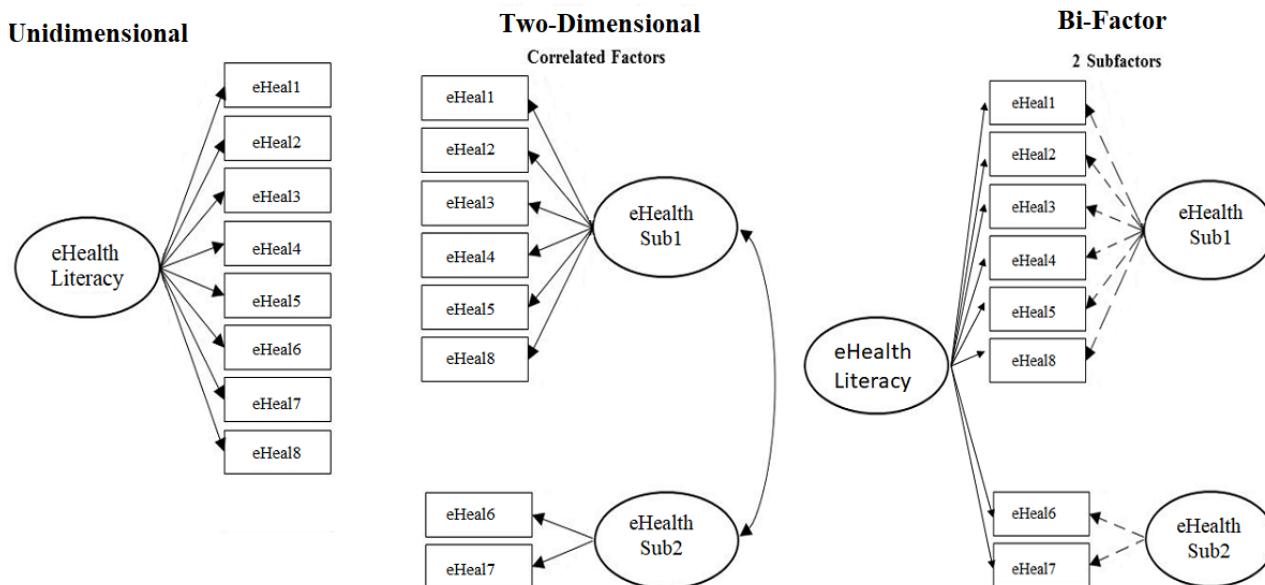 Unidimensional
eHealth
Literacy
eHeal1
eHeal2
eHeal3
eHeal4
eHeal5
eHeal6
eHeal7
eHeal8
Two-Dimensional
Correlated Factors
eHeal1
eHeal2
eHeal3
eHeal4
eHeal5
eHeal8
eHealth
Sub1
eHeal6
eHeal7
eHealth
Sub2
Bi-Factor
2 Subfactors
eHealth
Literacy
eHeal1
eHeal2
eHeal3
eHeal4
eHeal5
eHeal8
eHealth
Sub1
eHeal6
eHeal7
eHealth
Sub2